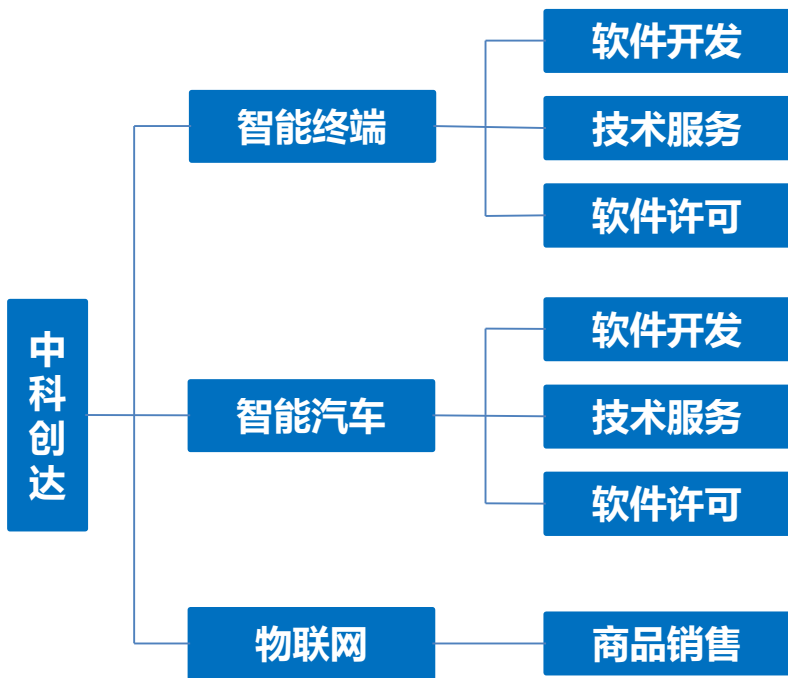 中科创达
智能终端
软件开发
技术服务
软件许可
智能汽车
软件开发
技术服务
软件许可
物联网
商品销售